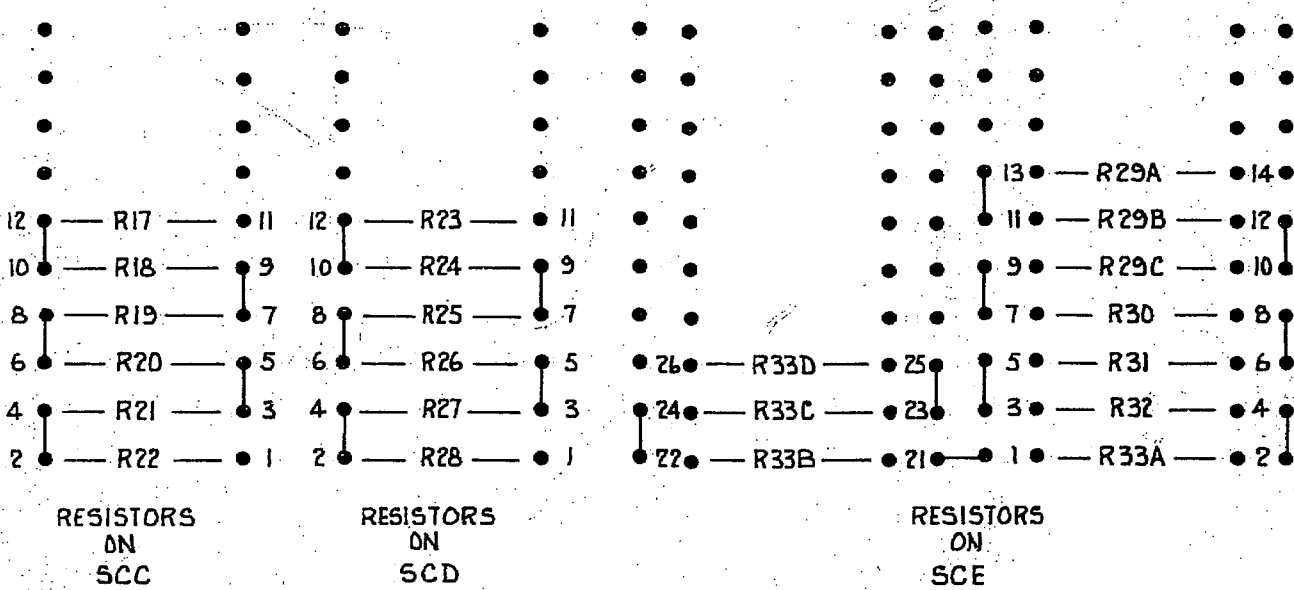 13 R29A 14
12 R17 11 12 R23 11 11 R29B 12
10 R18 9 10 R24 9 9 R29C 10
8 R19 7 8 R25 7 7 R30 8
6 R20 5 6 R26 5 26 R33D 25 5 R31 6
4 R21 3 4 R27 3 24 R33C 23 3 R32 4
2 R22 1 2 R28 1 22 R33B 21 1 R33A 2
RESISTORS RESISTORS RESISTORS
ON ON ON
SCC SCD SCE